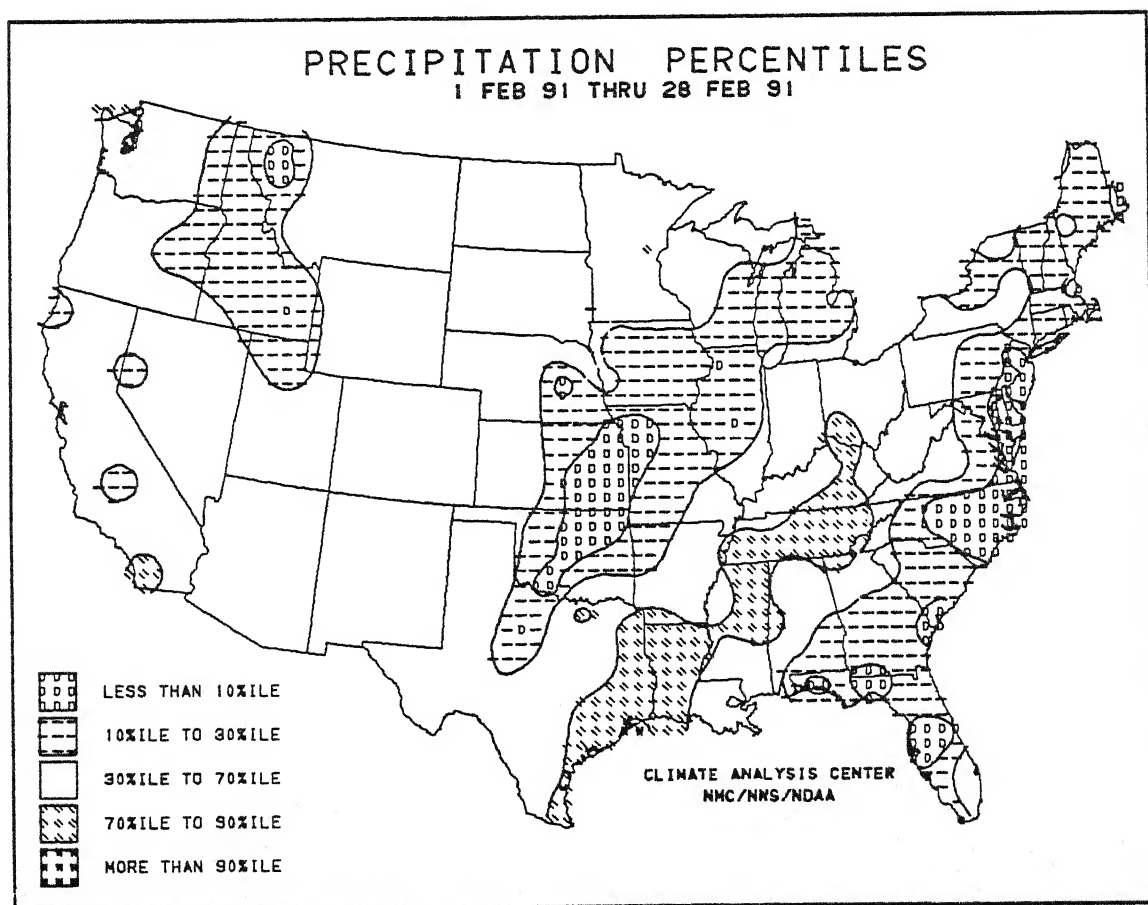 PRECIPITATION PERCENTILES
1 FEB 91 THRU 28 FEB 91
LESS THAN 10%ILE
10%ILE TO 30%ILE
30%ILE TO 70%ILE
70%ILE TO 90%ILE
MORE THAN 90%ILE
CLIMATE ANALYSIS CENTER
NMC/NWS/NOAA